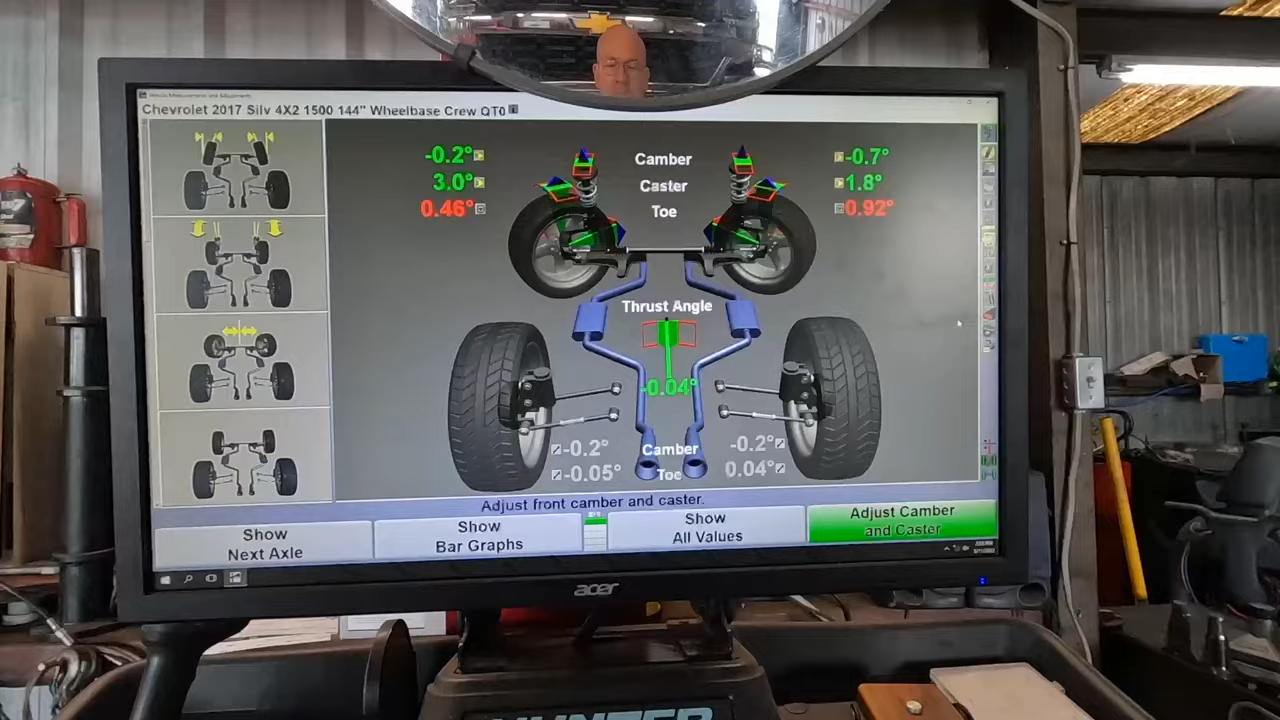 Chevrolet 2017 Silv 4X2 1500 144" Wheelbase Crew QT0
-0.2° Camber -0.7°
3.0° Caster 1.8°
0.46° Toe 0.92°
Thrust Angle
-0.04°
-0.2° Camber -0.2°
-0.05° Toe 0.04°
Adjust front camber and caster.
Show
Next Axle
Show
Bar Graphs
Show
All Values
Adjust Camber
and Caster
acer
HUNTER